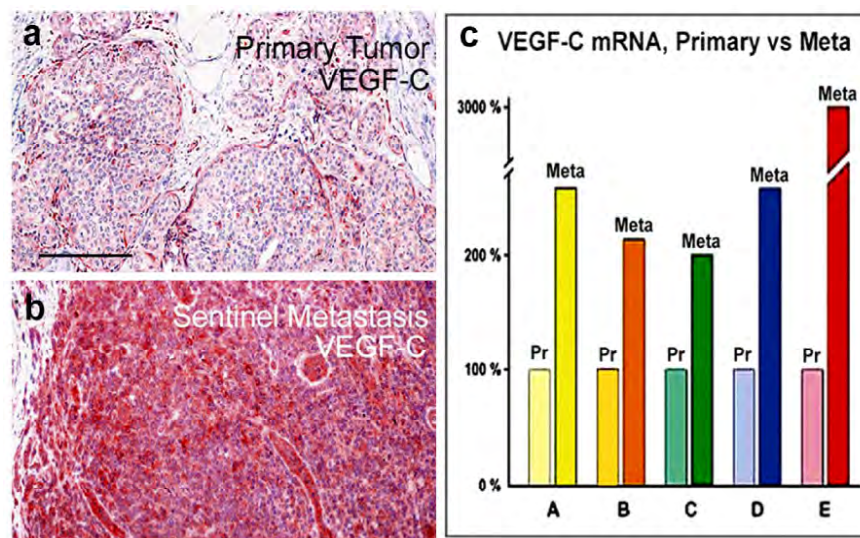 a
Primary Tumor
VEGF-C
b
Sentinel Metastasis
VEGF-C
c
VEGF-C mRNA, Primary vs Meta
3000 %
200 %
100 %
0 %
Meta
Meta
Meta
Meta
Meta
Pr
Pr
Pr
Pr
Pr
A
B
C
D
E